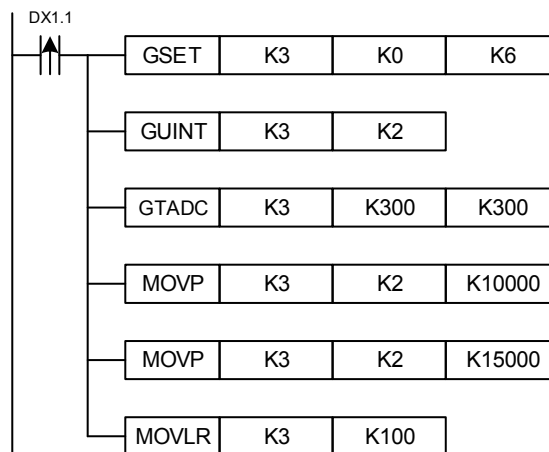 DX1.1
GSET K3 K0 K6
GUINT K3 K2
GTADC K3 K300 K300
MOVP K3 K2 K10000
MOVP K3 K2 K15000
MOVLR K3 K100